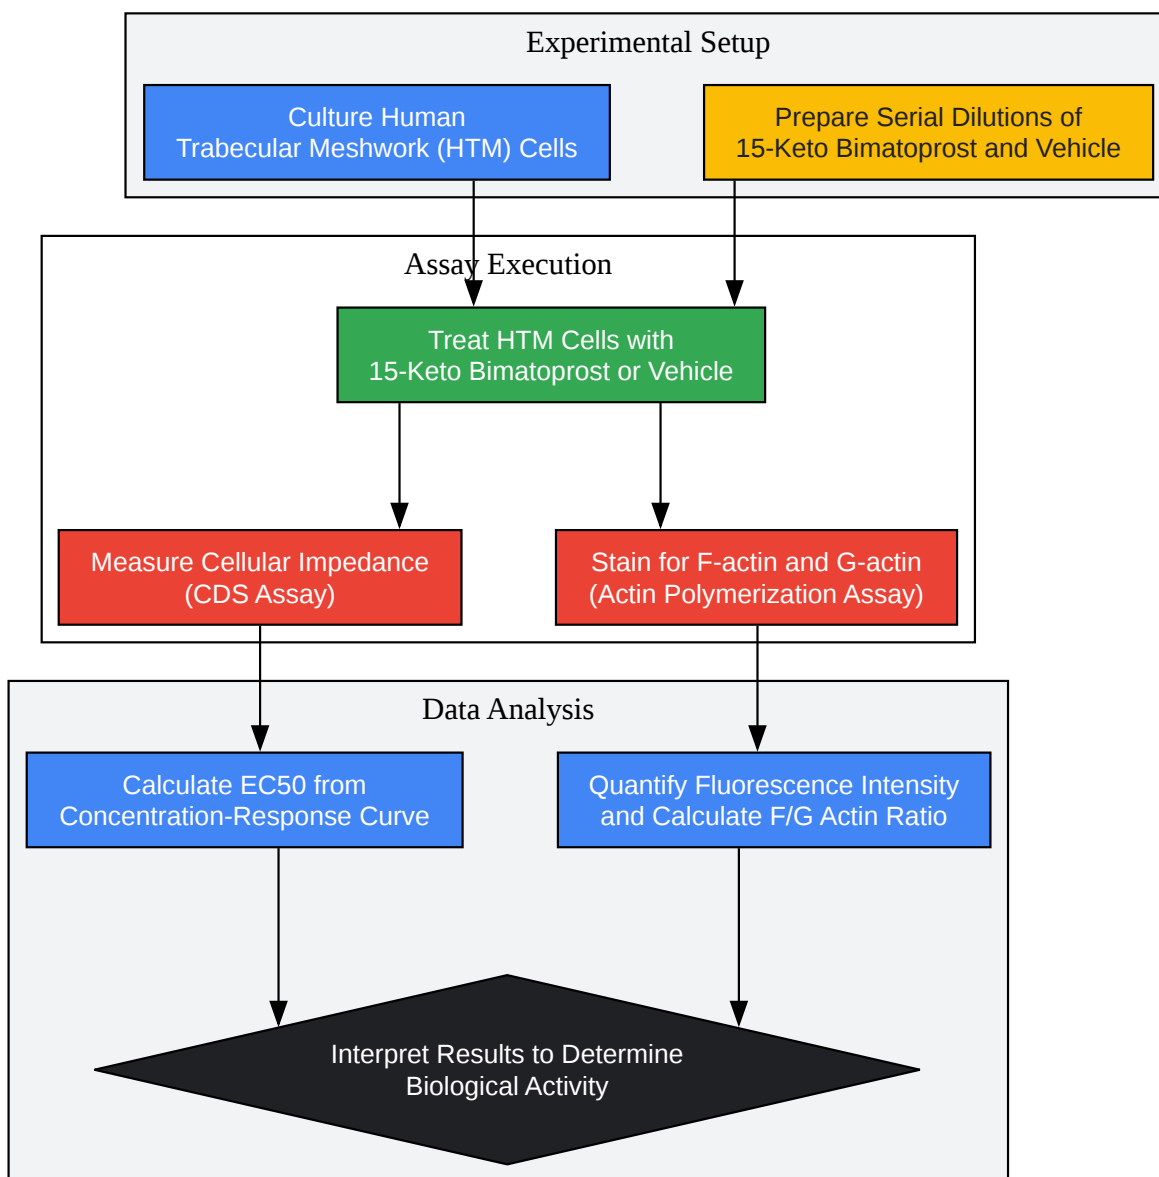 Experimental Setup
Culture Human
Trabecular Meshwork (HTM) Cells
Prepare Serial Dilutions of
15-Keto Bimatoprost and Vehicle
Assay Execution
Treat HTM Cells with
15-Keto Bimatoprost or Vehicle
Measure Cellular Impedance
(CDS Assay)
Stain for F-actin and G-actin
(Actin Polymerization Assay)
Data Analysis
Calculate EC50 from
Concentration-Response Curve
Quantify Fluorescence Intensity
and Calculate F/G Actin Ratio
Interpret Results to Determine
Biological Activity